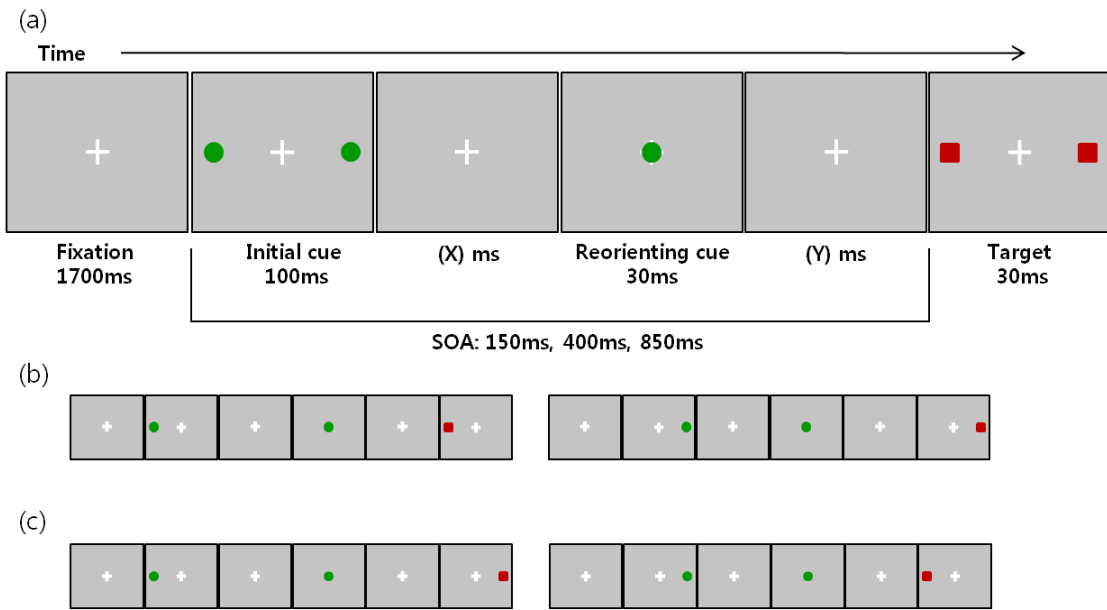 (a)
Time
Fixation
1700ms
Initial cue
100ms
(X) ms
Reorienting cue
30ms
(Y) ms
Target
30ms
SOA: 150ms, 400ms, 850ms
(b)
(c)